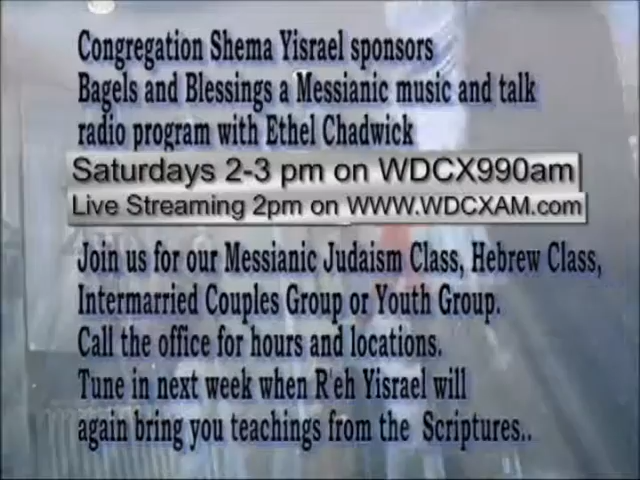 Congregation Shema Yisrael sponsors
Bagels and Blessings a Messianic music and talk
radio program with Ethel Chadwick
Saturdays 2-3 pm on WDCX990am
Live Streaming 2pm on WWW.WDCXAM.com
Join us for our Messianic Judaism Class, Hebrew Class,
Intermarried Couples Group or Youth Group.
Call the office for hours and locations.
Tune in next week when R'eh Yisrael will
again bring you teachings from the Scriptures..